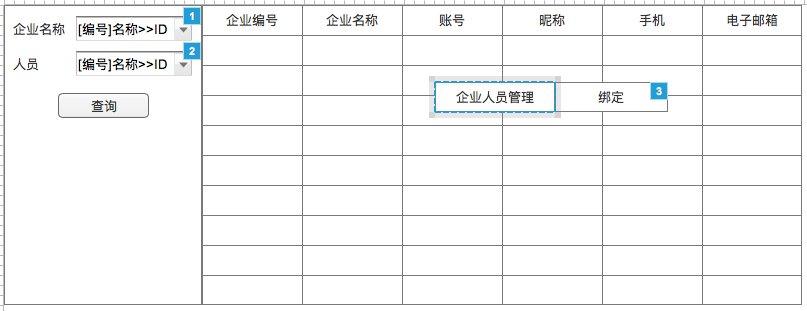 企业名称 [编号]名称>>ID 1
人员 [编号]名称>>ID 2
查询
企业编号 企业名称 账号 昵称 手机 电子邮箱
企业人员管理 绑定 3